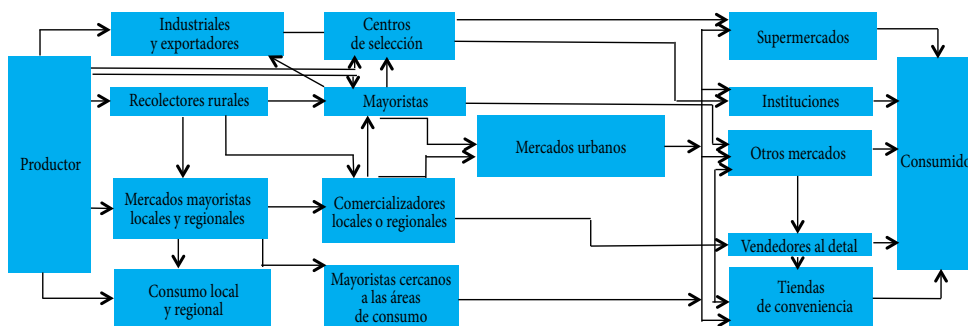 Industriales
y exportadores
Centros
de selección
Supermercados
Productor
Recolectores rurales
Mayoristas
Instituciones
Mercados urbanos
Otros mercados
Consumido
Mercados mayoristas
locales y regionales
Comercializadores
locales o regionales
Vendedores al detal
Consumo local
y regional
Mayoristas cercanos
a las áreas
de consumo
Tiendas
de conveniencia